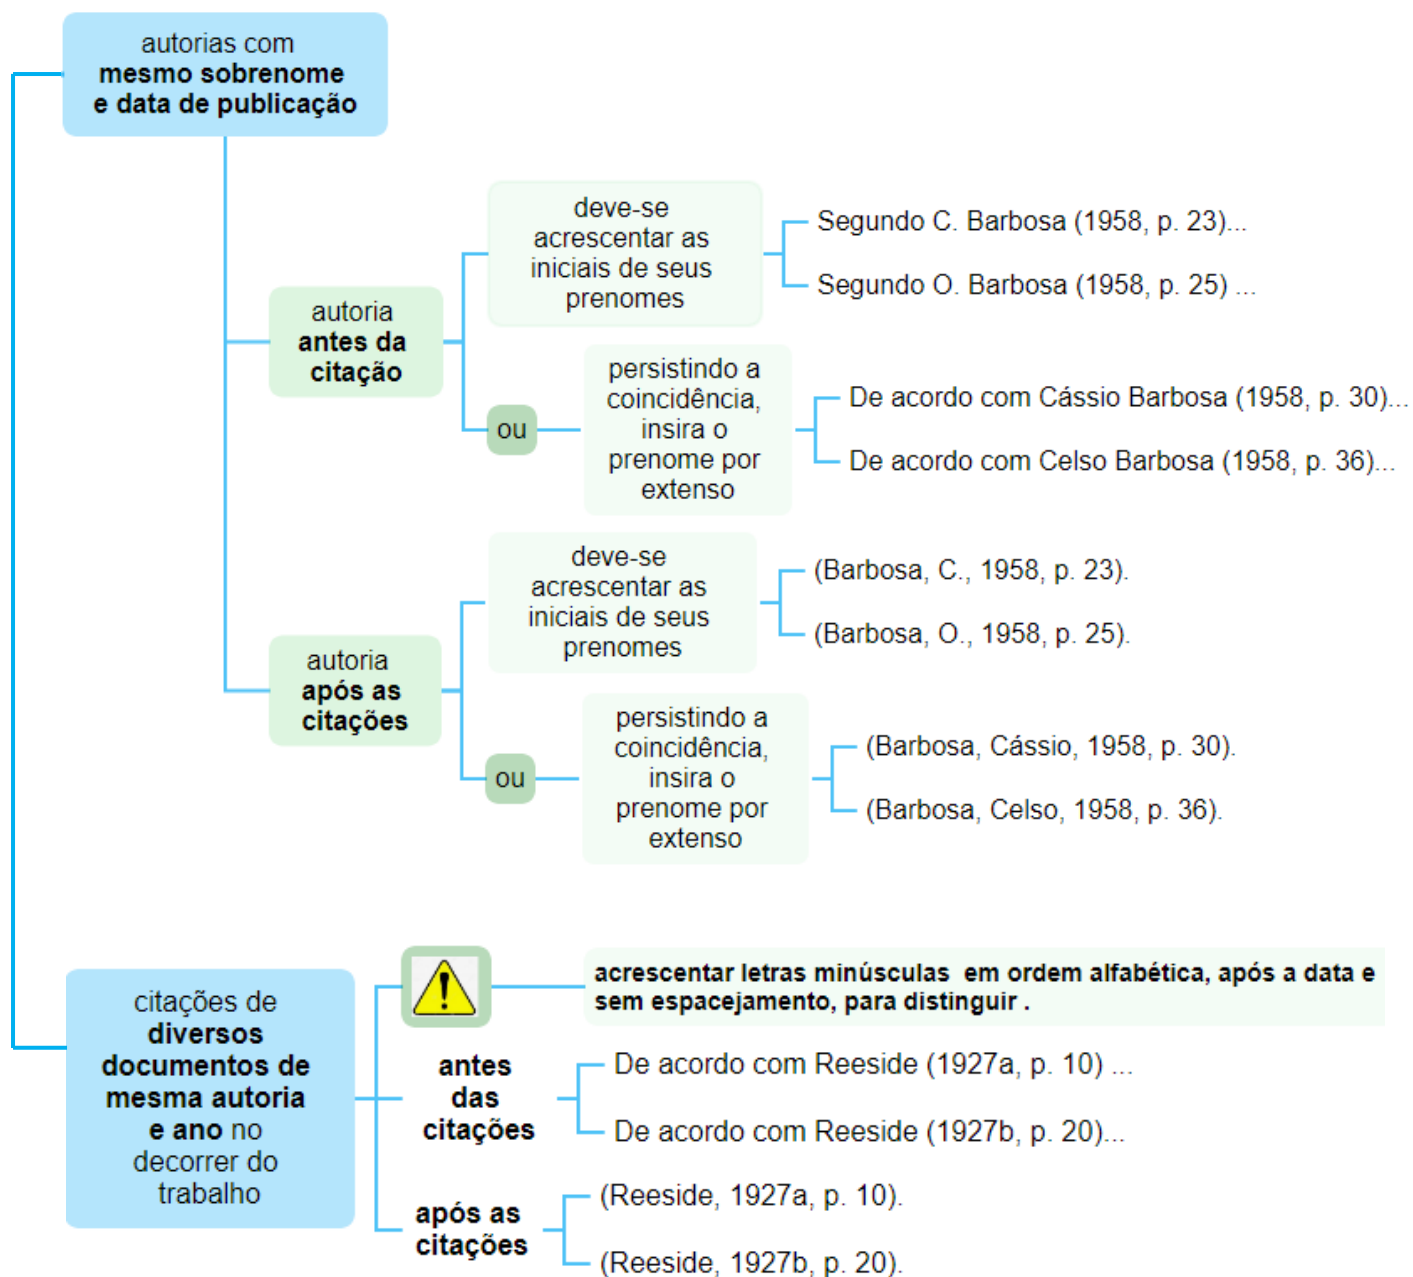 autorias com
mesmo sobrenome
e data de publicação
autoria
antes da
citação
deve-se
acrescentar as
iniciais de seus
prenomes
Segundo C. Barbosa (1958, p. 23)...
Segundo O. Barbosa (1958, p. 25) ...
ou
persistindo a
coincidência,
insira o
prenome por
extenso
De acordo com Cássio Barbosa (1958, p. 30)...
De acordo com Celso Barbosa (1958, p. 36)...
autoria
após as
citações
deve-se
acrescentar as
iniciais de seus
prenomes
(Barbosa, C., 1958, p. 23).
(Barbosa, O., 1958, p. 25).
ou
persistindo a
coincidência,
insira o
prenome por
extenso
(Barbosa, Cássio, 1958, p. 30).
(Barbosa, Celso, 1958, p. 36).
citações de
diversos
documentos de
mesma autoria
e ano no
decorrer do
trabalho
acrescentar letras minúsculas  em ordem alfabética, após a data e
sem espacejamento, para distinguir .
antes
das
citações
De acordo com Reeside (1927a, p. 10) ...
De acordo com Reeside (1927b, p. 20)...
após as
citações
(Reeside, 1927a, p. 10).
(Reeside, 1927b, p. 20).